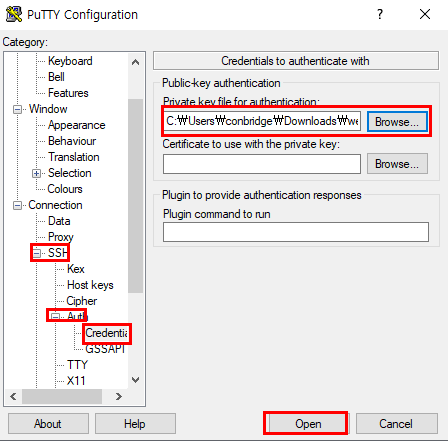 PuTTY Configuration
Category:
Keyboard
Bell
Features
Window
Appearance
Behaviour
Translation
Selection
Colours
Connection
Data
Proxy
SSH
Kex
Host keys
Cipher
Auth
Credentia
GSSAPI
TTY
X11
Credentials to authenticate with
Public-key authentication
Private key file for authentication:
C:₩Users₩conbridge₩Downloads₩we
Browse...
Certificate to use with the private key:
Browse...
Plugin to provide authentication responses
Plugin command to run
About
Help
Open
Cancel